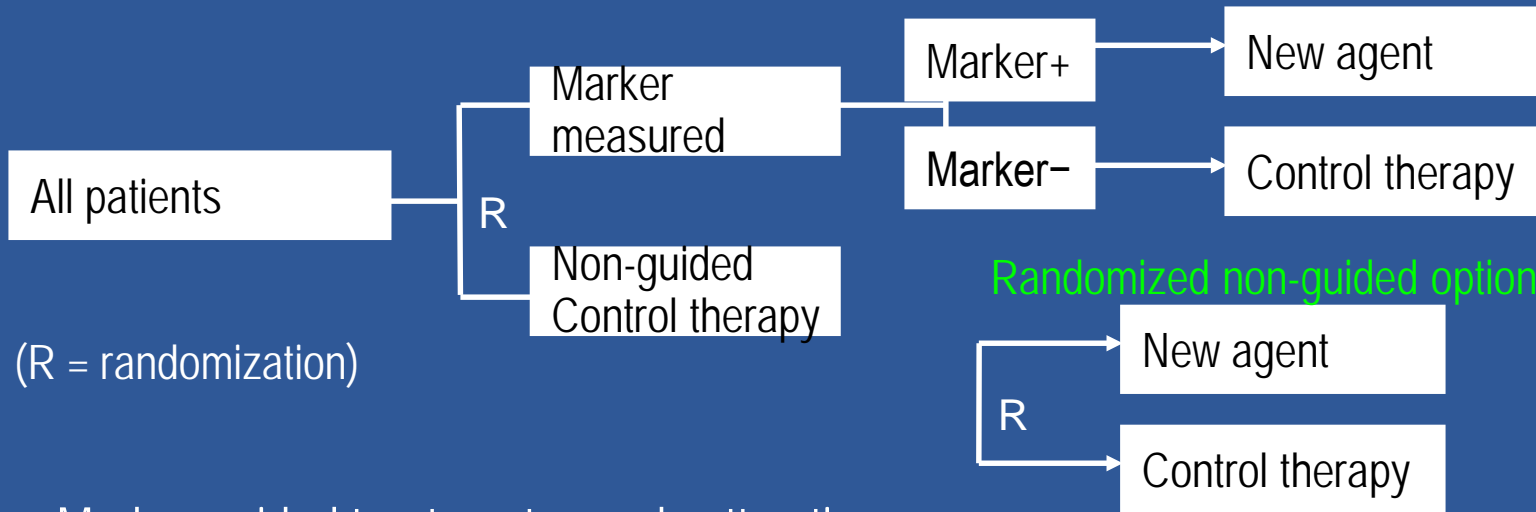 Marker+
New agent
Marker
measured
Marker−
Control therapy
All patients
R
Non-guided
Control therapy
Randomized non-guided option
(R = randomization)
New agent
R
Control therapy